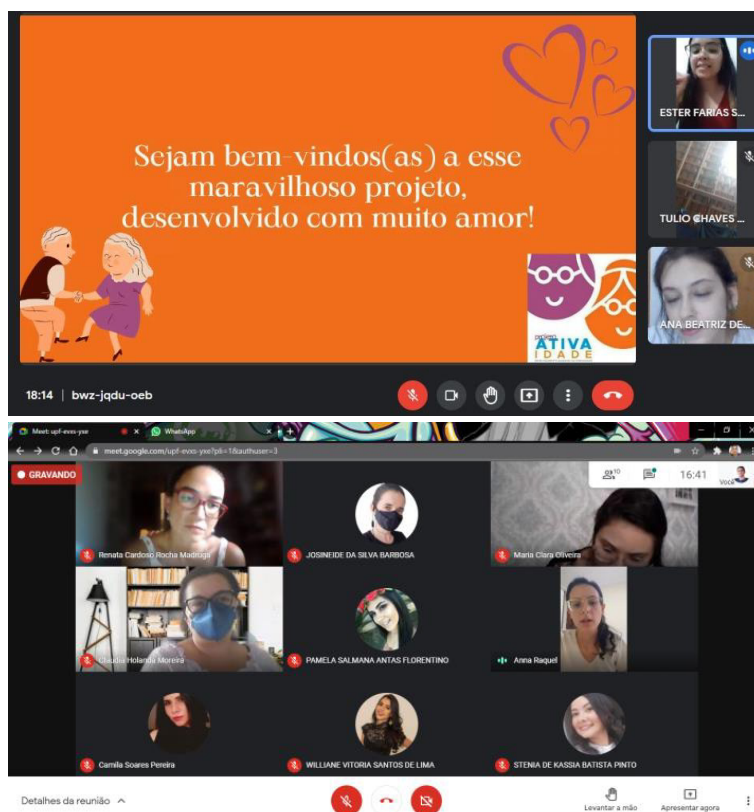 Sejam bem-vindos(as) a esse
maravilhoso projeto,
desenvolvido com muito amor!
projeto
ATIVA
IDADE
ESTER FARIAS S...
TULIO CHAVES ...
ANA BEATRIZ DE...
18:14 | bwz-jqdu-oeb
Meet: upf-evxs-yxe
WhatsApp
meet.google.com/upf-evxs-yxe?pli=1&authuser=3
GRAVANDO
10
16:41
Você
Renata Cardoso Rocha Madruga
JOSINEIDE DA SILVA BARBOSA
Maria Clara Oliveira
Claudia Holanda Moreira
PAMELA SALMANA ANTAS FLORENTINO
Anna Raquel
Camila Soares Pereira
WILLIANE VITORIA SANTOS DE LIMA
STENIA DE KASSIA BATISTA PINTO
Detalhes da reunião
Levantar a mão
Apresentar agora